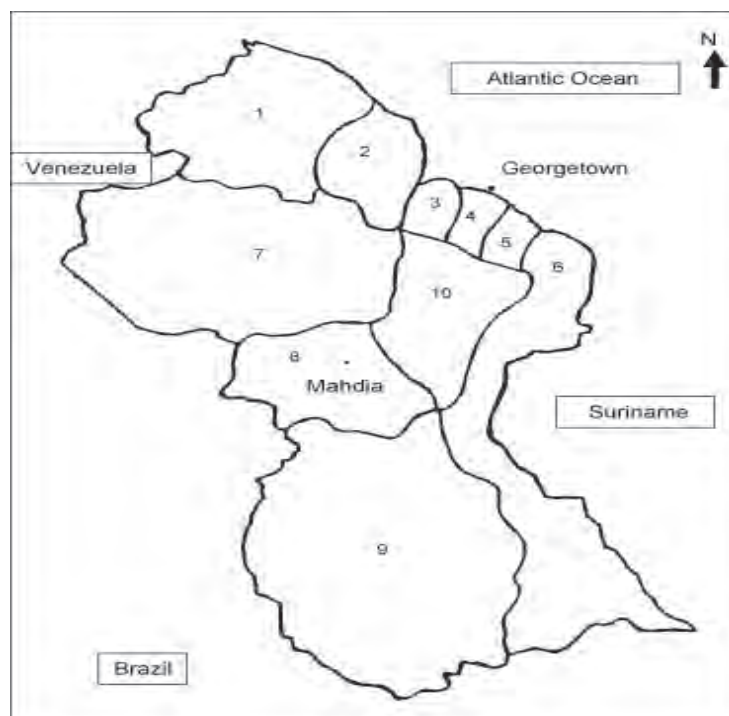 N
Atlantic Ocean
1
2
Venezuela
Georgetown
3
4
5
6
7
10
8
Mahdia
Suriname
9
Brazil